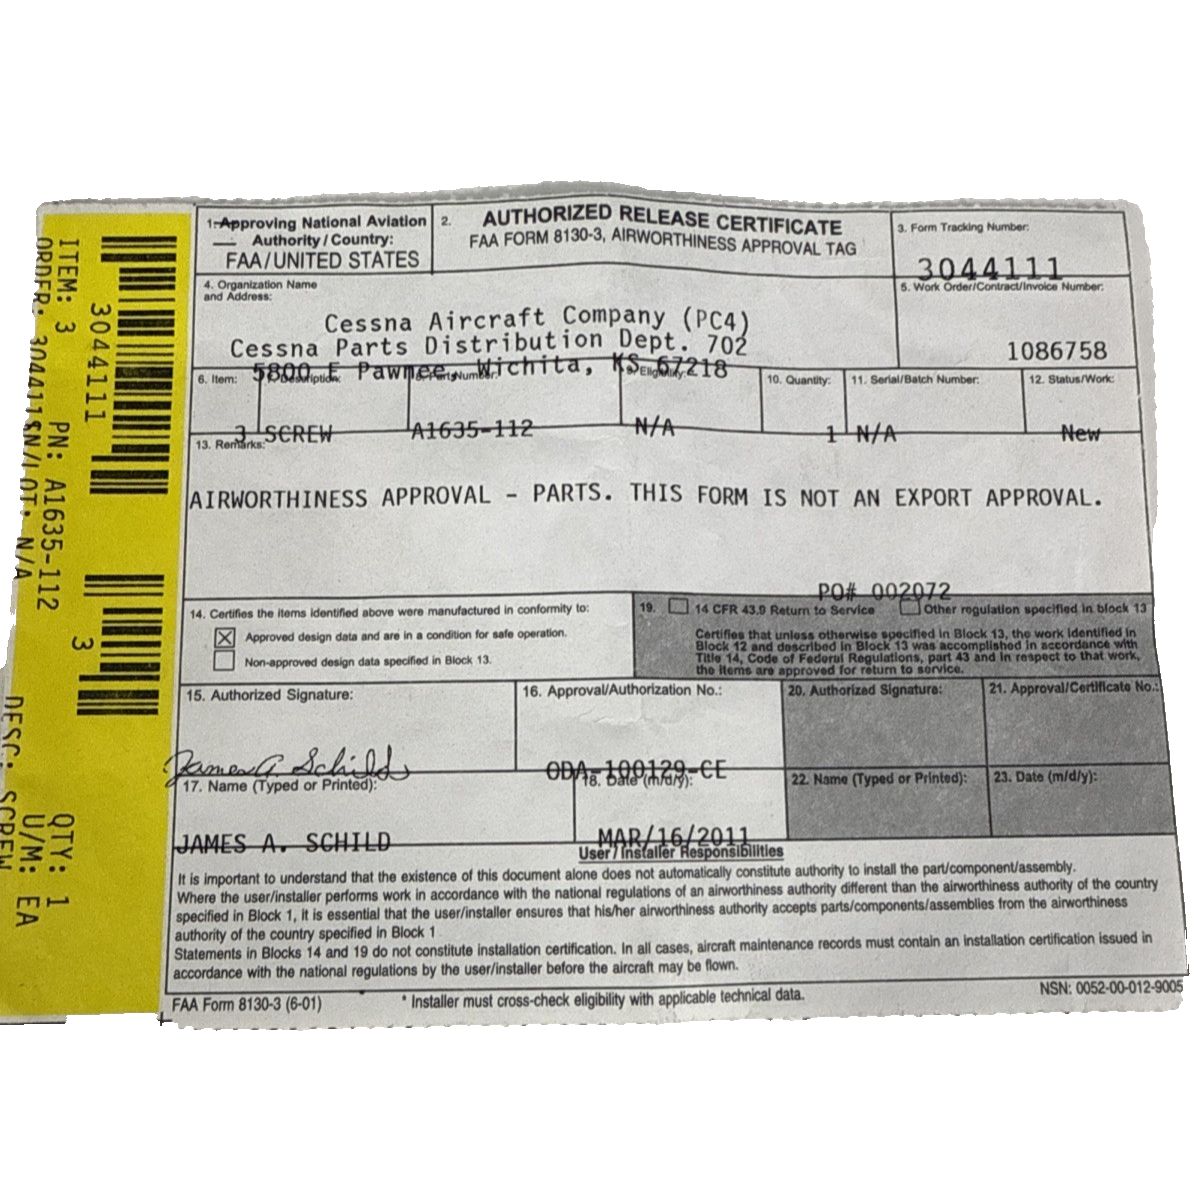 ITEM: 3 PN: A1635-112 QTY: 1
ORDER: 3044111SN/LOT: N/A U/M: EA
3044111
3
DESC: SCREW
1. Approving National Aviation
Authority/Country:
FAA/UNITED STATES
2. AUTHORIZED RELEASE CERTIFICATE
FAA FORM 8130-3, AIRWORTHINESS APPROVAL TAG
3. Form Tracking Number:
3044111
4. Organization Name
and Address:
Cessna Aircraft Company (PC4)
Cessna Parts Distribution Dept. 702
5800 E Pawnee, Wichita, KS 67218
5. Work Order/Contract/Invoice Number:
1086758
6. Item:
3
Description:
SCREW
Part Number:
A1635-112
Eligibility:
N/A
10. Quantity:
1
11. Serial/Batch Number:
N/A
12. Status/Work:
New
13. Remarks:
AIRWORTHINESS APPROVAL - PARTS. THIS FORM IS NOT AN EXPORT APPROVAL.
PO# 002072
14. Certifies the items identified above were manufactured in conformity to:
Approved design data and are in a condition for safe operation.
Non-approved design data specified in Block 13.
19. 14 CFR 43.9 Return to Service Other regulation specified in block 13
Certifies that unless otherwise specified in Block 13, the work identified in
Block 12 and described in Block 13 was accomplished in accordance with
Title 14, Code of Federal Regulations, part 43 and in respect to that work,
the items are approved for return to service.
15. Authorized Signature:
James A. Schild
16. Approval/Authorization No.:
ODA-100129-CE
20. Authorized Signature:
21. Approval/Certificate No.:
17. Name (Typed or Printed):
JAMES A. SCHILD
18. Date (m/d/y):
MAR/16/2011
22. Name (Typed or Printed):
23. Date (m/d/y):
User/Installer Responsibilities
It is important to understand that the existence of this document alone does not automatically constitute authority to install the part/component/assembly.
Where the user/installer performs work in accordance with the national regulations of an airworthiness authority different than the airworthiness authority of the country
specified in Block 1, it is essential that the user/installer ensures that his/her airworthiness authority accepts parts/components/assemblies from the airworthiness
authority of the country specified in Block 1
Statements in Blocks 14 and 19 do not constitute installation certification. In all cases, aircraft maintenance records must contain an installation certification issued in
accordance with the national regulations by the user/installer before the aircraft may be flown.
FAA Form 8130-3 (6-01)
* Installer must cross-check eligibility with applicable technical data.
NSN: 0052-00-012-9005